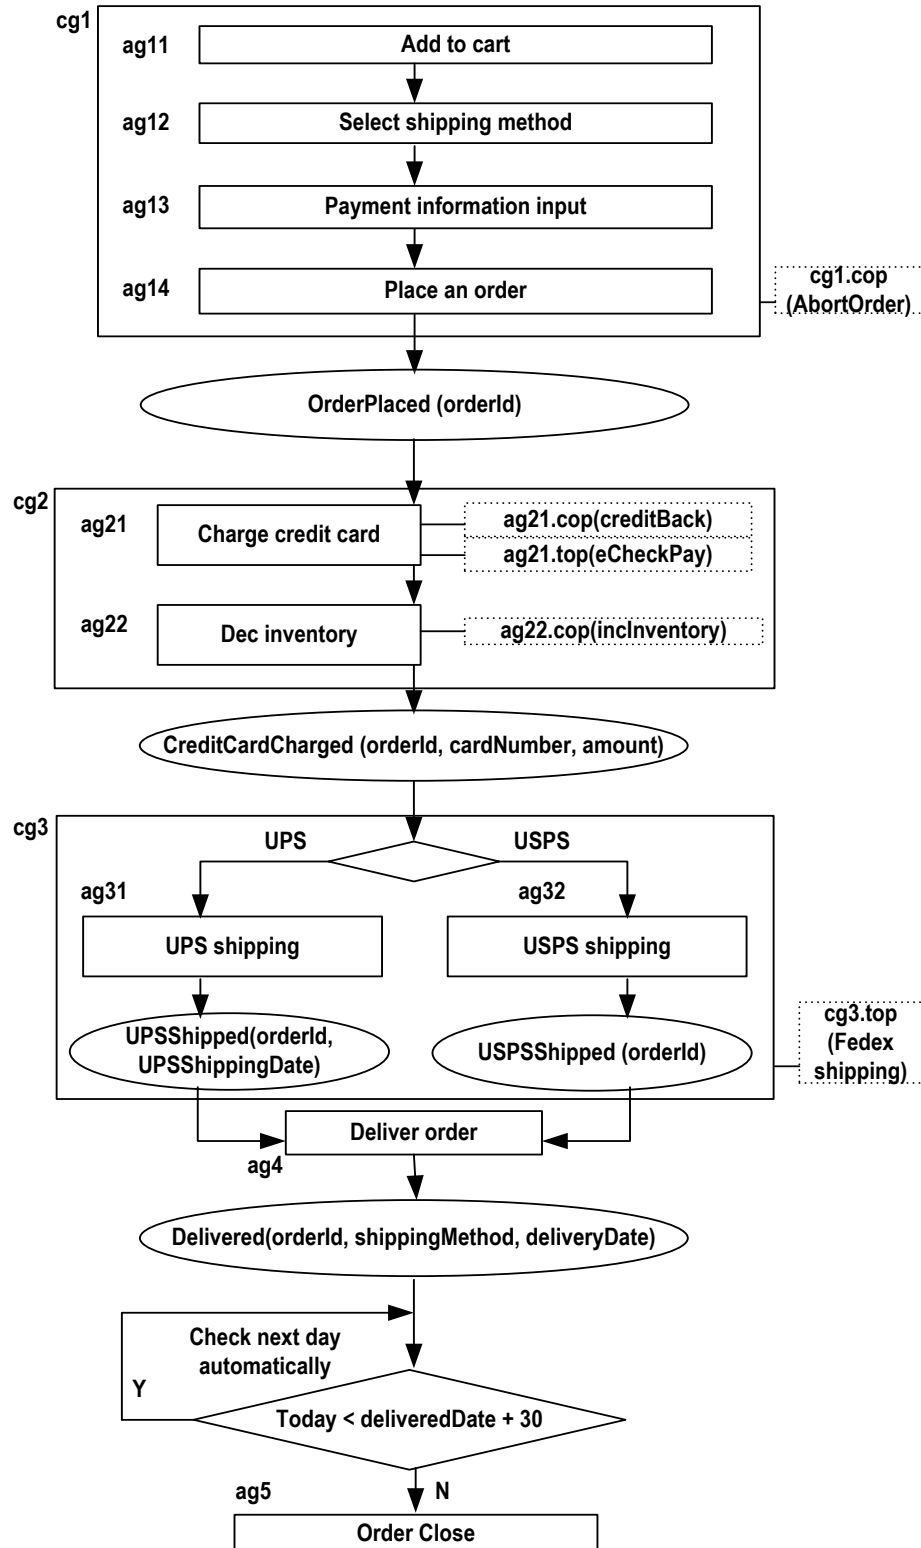 cg1
ag11
Add to cart
ag12
Select shipping method
ag13
Payment information input
ag14
Place an order
cg1.cop
(AbortOrder)
OrderPlaced (orderId)
cg2
ag21
Charge credit card
ag21.cop(creditBack)
ag21.top(eCheckPay)
ag22
Dec inventory
ag22.cop(incInventory)
CreditCardCharged (orderId, cardNumber, amount)
cg3
UPS
USPS
ag31
ag32
UPS shipping
USPS shipping
UPSShipped(orderId,
UPSShippingDate)
USPSShipped (orderId)
cg3.top
(Fedex
shipping)
Deliver order
ag4
Delivered(orderId, shippingMethod, deliveryDate)
Check next day
automatically
Y
Today < deliveredDate + 30
ag5
N
Order Close